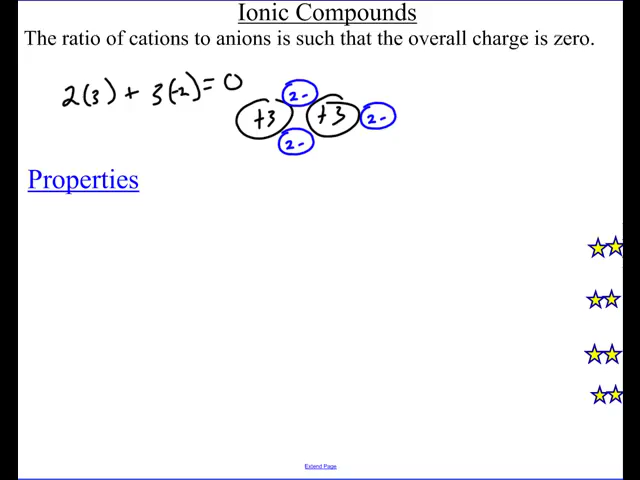 Ionic Compounds
The ratio of cations to anions is such that the overall charge is zero.
2(3) + 3(-2) = 0
2-
+3 +3 2-
2-
Properties
Extend Page